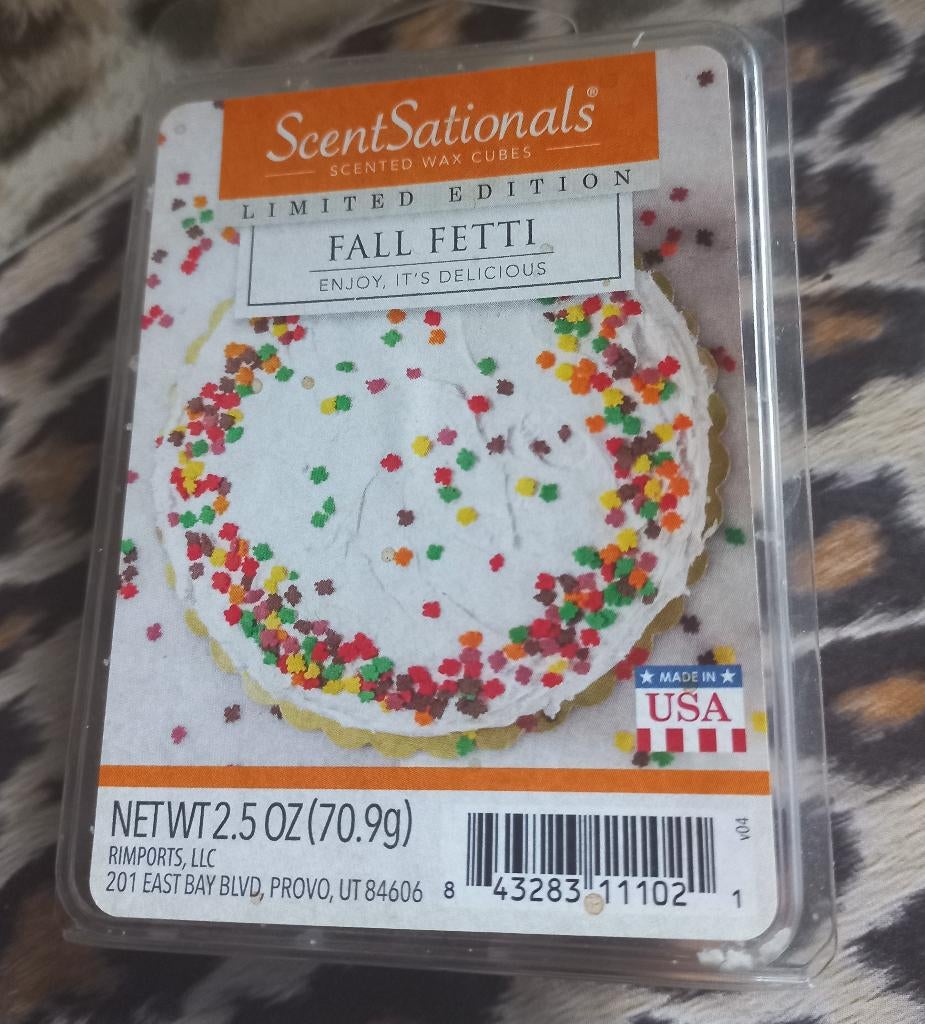 ScentSationals®
SCENTED WAX CUBES
LIMITED EDITION
FALL FETTI
ENJOY, IT'S DELICIOUS
MADE IN
USA
NET WT 2.5 OZ (70.9g)
RIMPORTS, LLC
201 EAST BAY BLVD, PROVO, UT 84606
8 43283 11102 1
v04